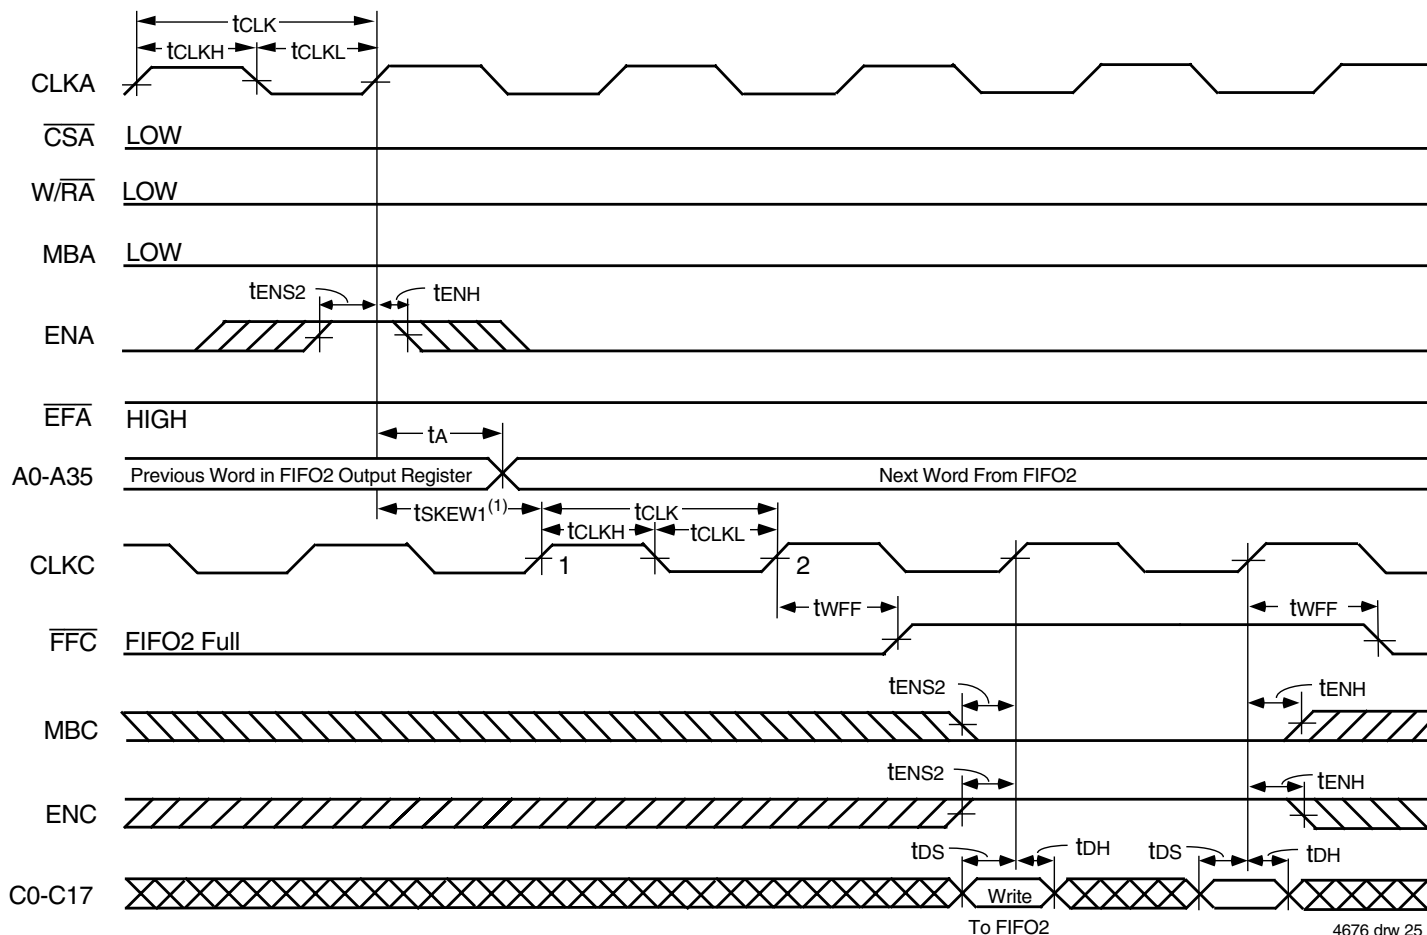 tCLK
tCLKH tCLKL
CLKA
CSA LOW
W/RA LOW
MBA LOW
tENS2 tENH
ENA
EFA HIGH
tA
A0-A35 Previous Word in FIFO2 Output Register Next Word From FIFO2
tSKEW1(1) tCLK
tCLKH tCLKL
CLKC 1 2
tWFF tWFF
FFC FIFO2 Full
tENS2 tENH
MBC
tENS2 tENH
ENC
tDS tDH tDS tDH
C0-C17 Write
To FIFO2
4676 drw 25